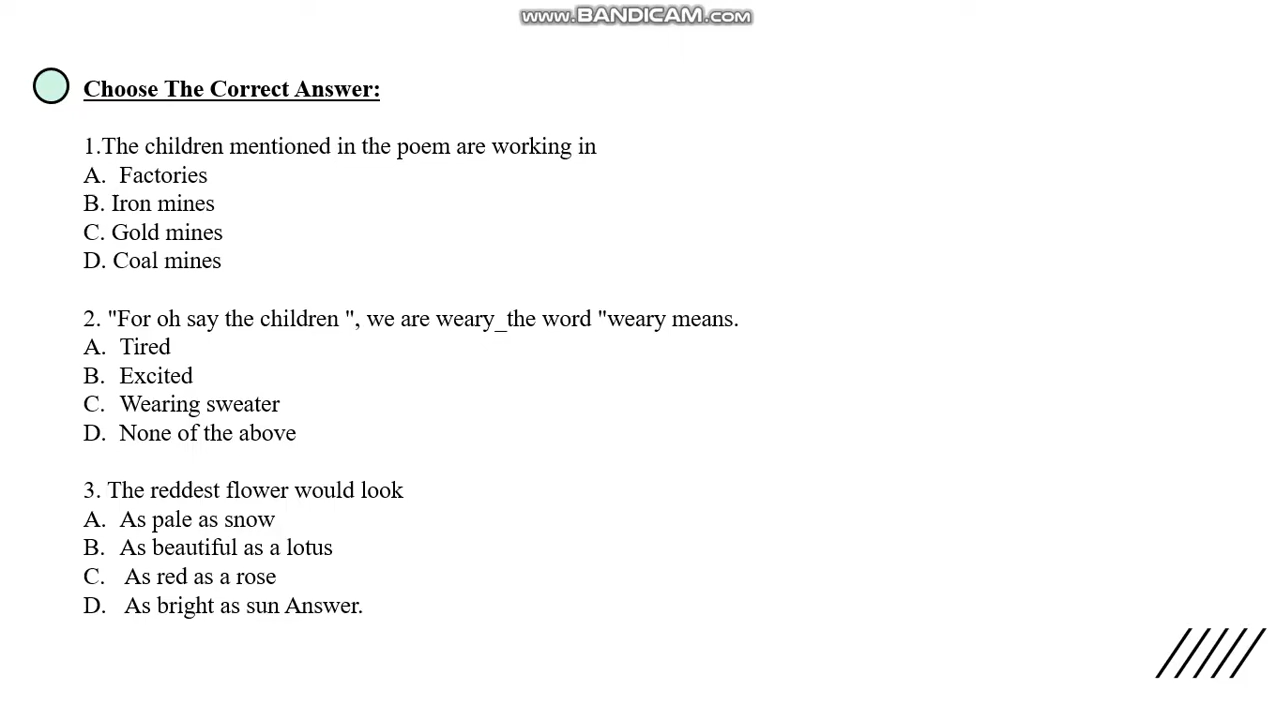 www.BANDICAM.com
Choose The Correct Answer:
1.The children mentioned in the poem are working in
A. Factories
B. Iron mines
C. Gold mines
D. Coal mines
2. "For oh say the children ", we are weary_the word "weary means.
A. Tired
B. Excited
C. Wearing sweater
D. None of the above
3. The reddest flower would look
A. As pale as snow
B. As beautiful as a lotus
C. As red as a rose
D. As bright as sun Answer.